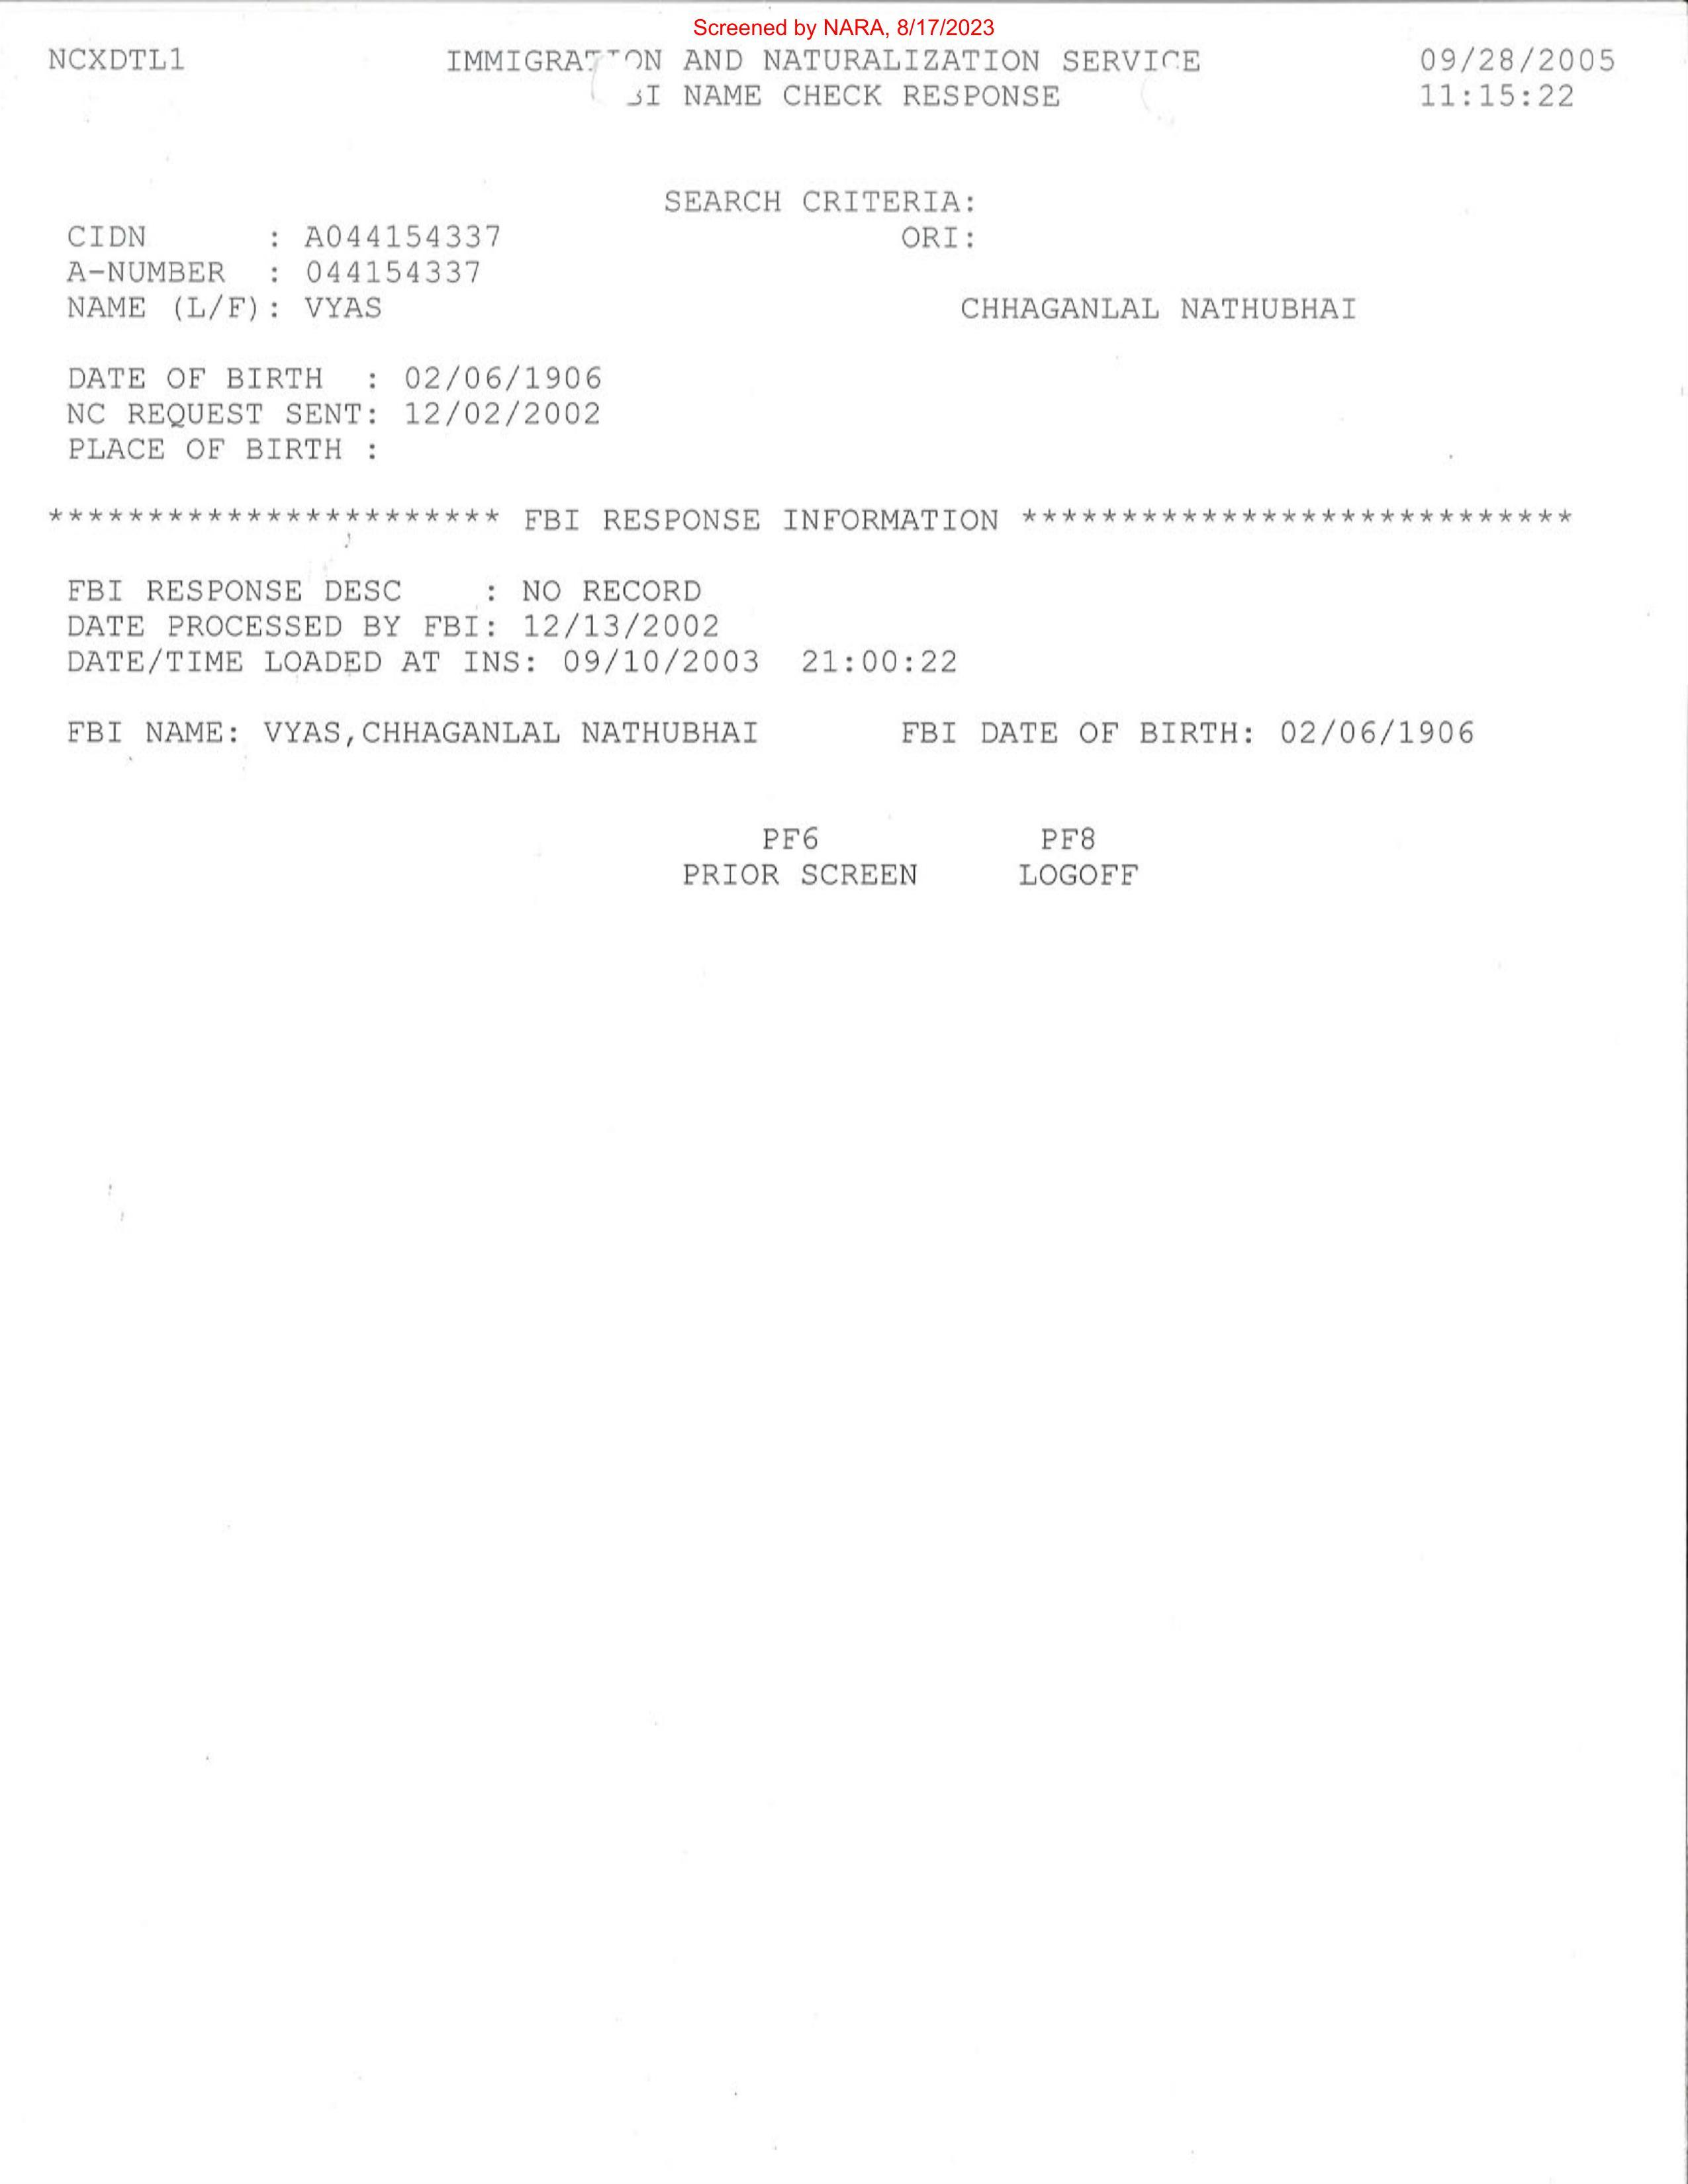 Screened by NARA, 8/17/2023
NCXDTL1 IMMIGRATION AND NATURALIZATION SERVICE 09/28/2005
BI NAME CHECK RESPONSE 11:15:22
SEARCH CRITERIA:
CIDN : A044154337 ORI:
A-NUMBER : 044154337
NAME (L/F): VYAS CHHAGANLAL NATHUBHAI
DATE OF BIRTH : 02/06/1906
NC REQUEST SENT: 12/02/2002
PLACE OF BIRTH :
*********************** FBI RESPONSE INFORMATION ****************************
FBI RESPONSE DESC : NO RECORD
DATE PROCESSED BY FBI: 12/13/2002
DATE/TIME LOADED AT INS: 09/10/2003 21:00:22
FBI NAME: VYAS,CHHAGANLAL NATHUBHAI FBI DATE OF BIRTH: 02/06/1906
PF6 PF8
PRIOR SCREEN LOGOFF